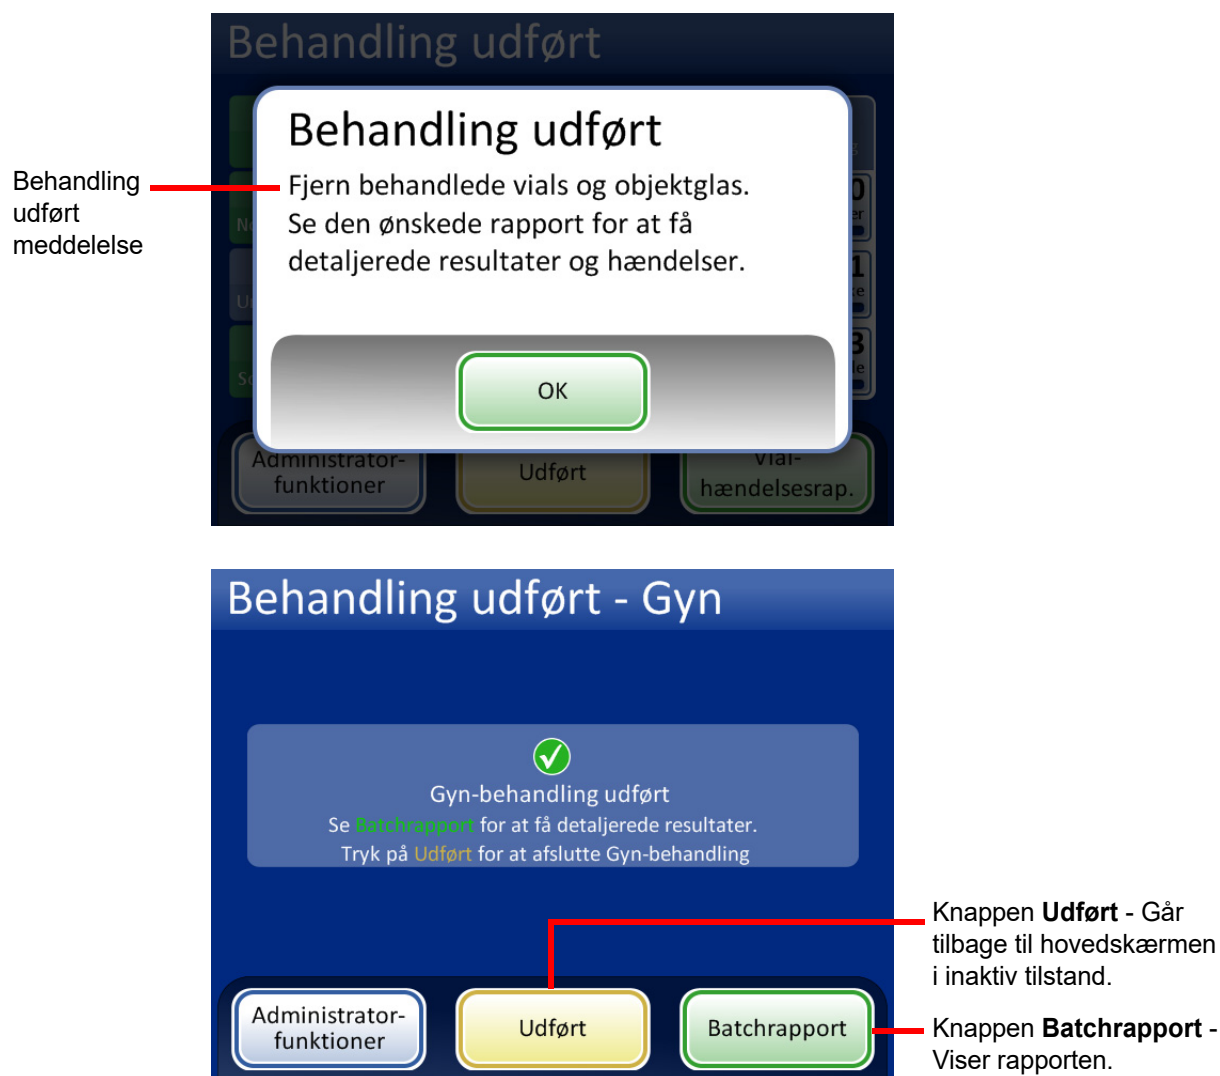 Behandling udført
Behandling udført
Fjern behandlede vials og objektglas.
Se den ønskede rapport for at få
detaljerede resultater og hændelser.
OK
Behandling
udført
meddelelse
Administrator-
funktioner
Udført
Vial-
hændelsesrap.
Behandling udført - Gyn
Gyn-behandling udført
Se Batchrapport for at få detaljerede resultater.
Tryk på Udført for at afslutte Gyn-behandling
Knappen Udført - Går
tilbage til hovedskærmen
i inaktiv tilstand.
Administrator-
funktioner
Udført
Batchrapport
Knappen Batchrapport -
Viser rapporten.